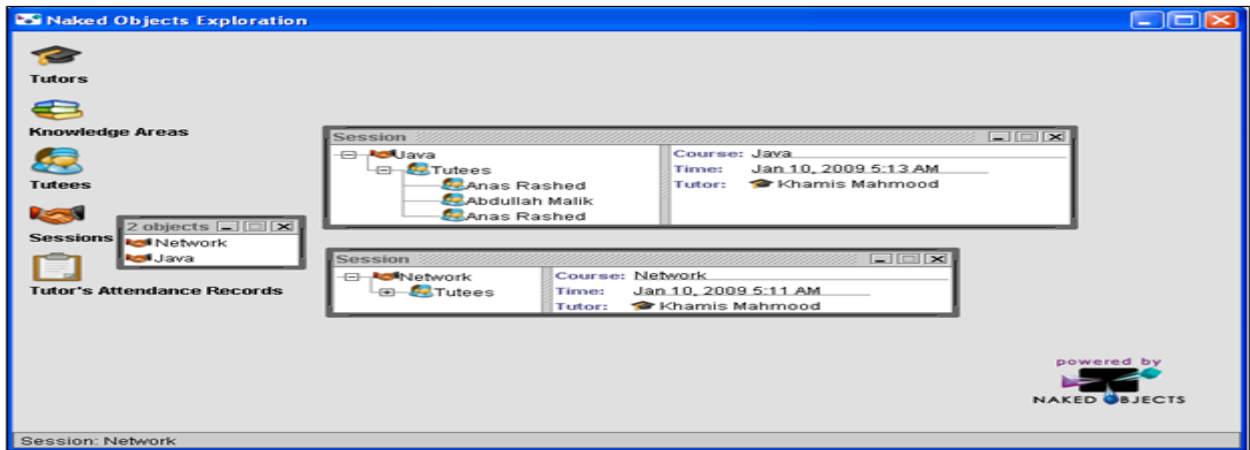 Naked Objects Exploration
Tutors
Knowledge Areas
Tutees
Sessions
Tutor's Attendance Records
2 objects
Network
Java
Session
Java
Tutees
Anas Rashed
Abdullah Malik
Anas Rashed
Course: Java
Time: Jan 10, 2009 5:13 AM
Tutor: Khamis Mahmood
Session
Network
Tutees
Course: Network
Time: Jan 10, 2009 5:11 AM
Tutor: Khamis Mahmood
powered by
NAKED OBJECTS
Session: Network